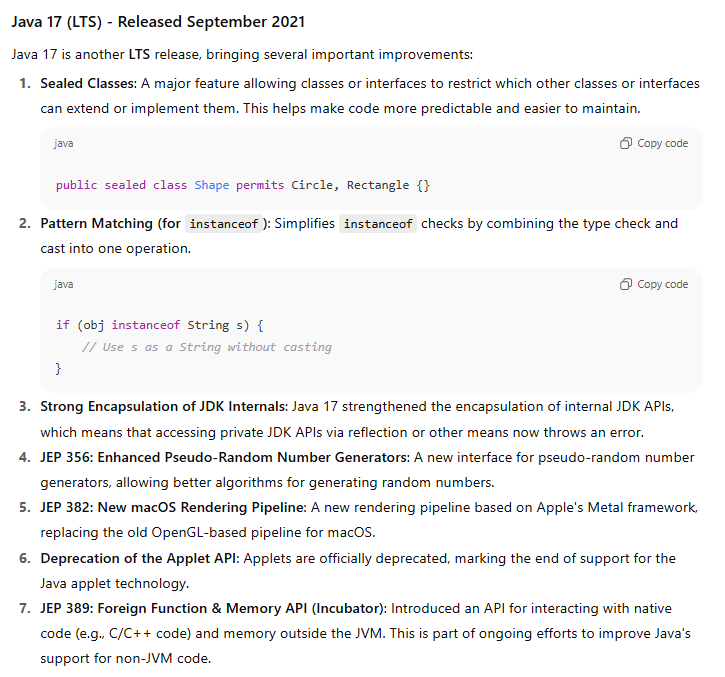 Java 17 (LTS) - Released September 2021
Java 17 is another LTS release, bringing several important improvements:
1. Sealed Classes: A major feature allowing classes or interfaces to restrict which other classes or interfaces
can extend or implement them. This helps make code more predictable and easier to maintain.
java Copy code
public sealed class Shape permits Circle, Rectangle {}
2. Pattern Matching (for instanceof): Simplifies instanceof checks by combining the type check and
cast into one operation.
java Copy code
if (obj instanceof String s) {
    // Use s as a String without casting
}
3. Strong Encapsulation of JDK Internals: Java 17 strengthened the encapsulation of internal JDK APIs,
which means that accessing private JDK APIs via reflection or other means now throws an error.
4. JEP 356: Enhanced Pseudo-Random Number Generators: A new interface for pseudo-random number
generators, allowing better algorithms for generating random numbers.
5. JEP 382: New macOS Rendering Pipeline: A new rendering pipeline based on Apple's Metal framework,
replacing the old OpenGL-based pipeline for macOS.
6. Deprecation of the Applet API: Applets are officially deprecated, marking the end of support for the
Java applet technology.
7. JEP 389: Foreign Function & Memory API (Incubator): Introduced an API for interacting with native
code (e.g., C/C++ code) and memory outside the JVM. This is part of ongoing efforts to improve Java's
support for non-JVM code.